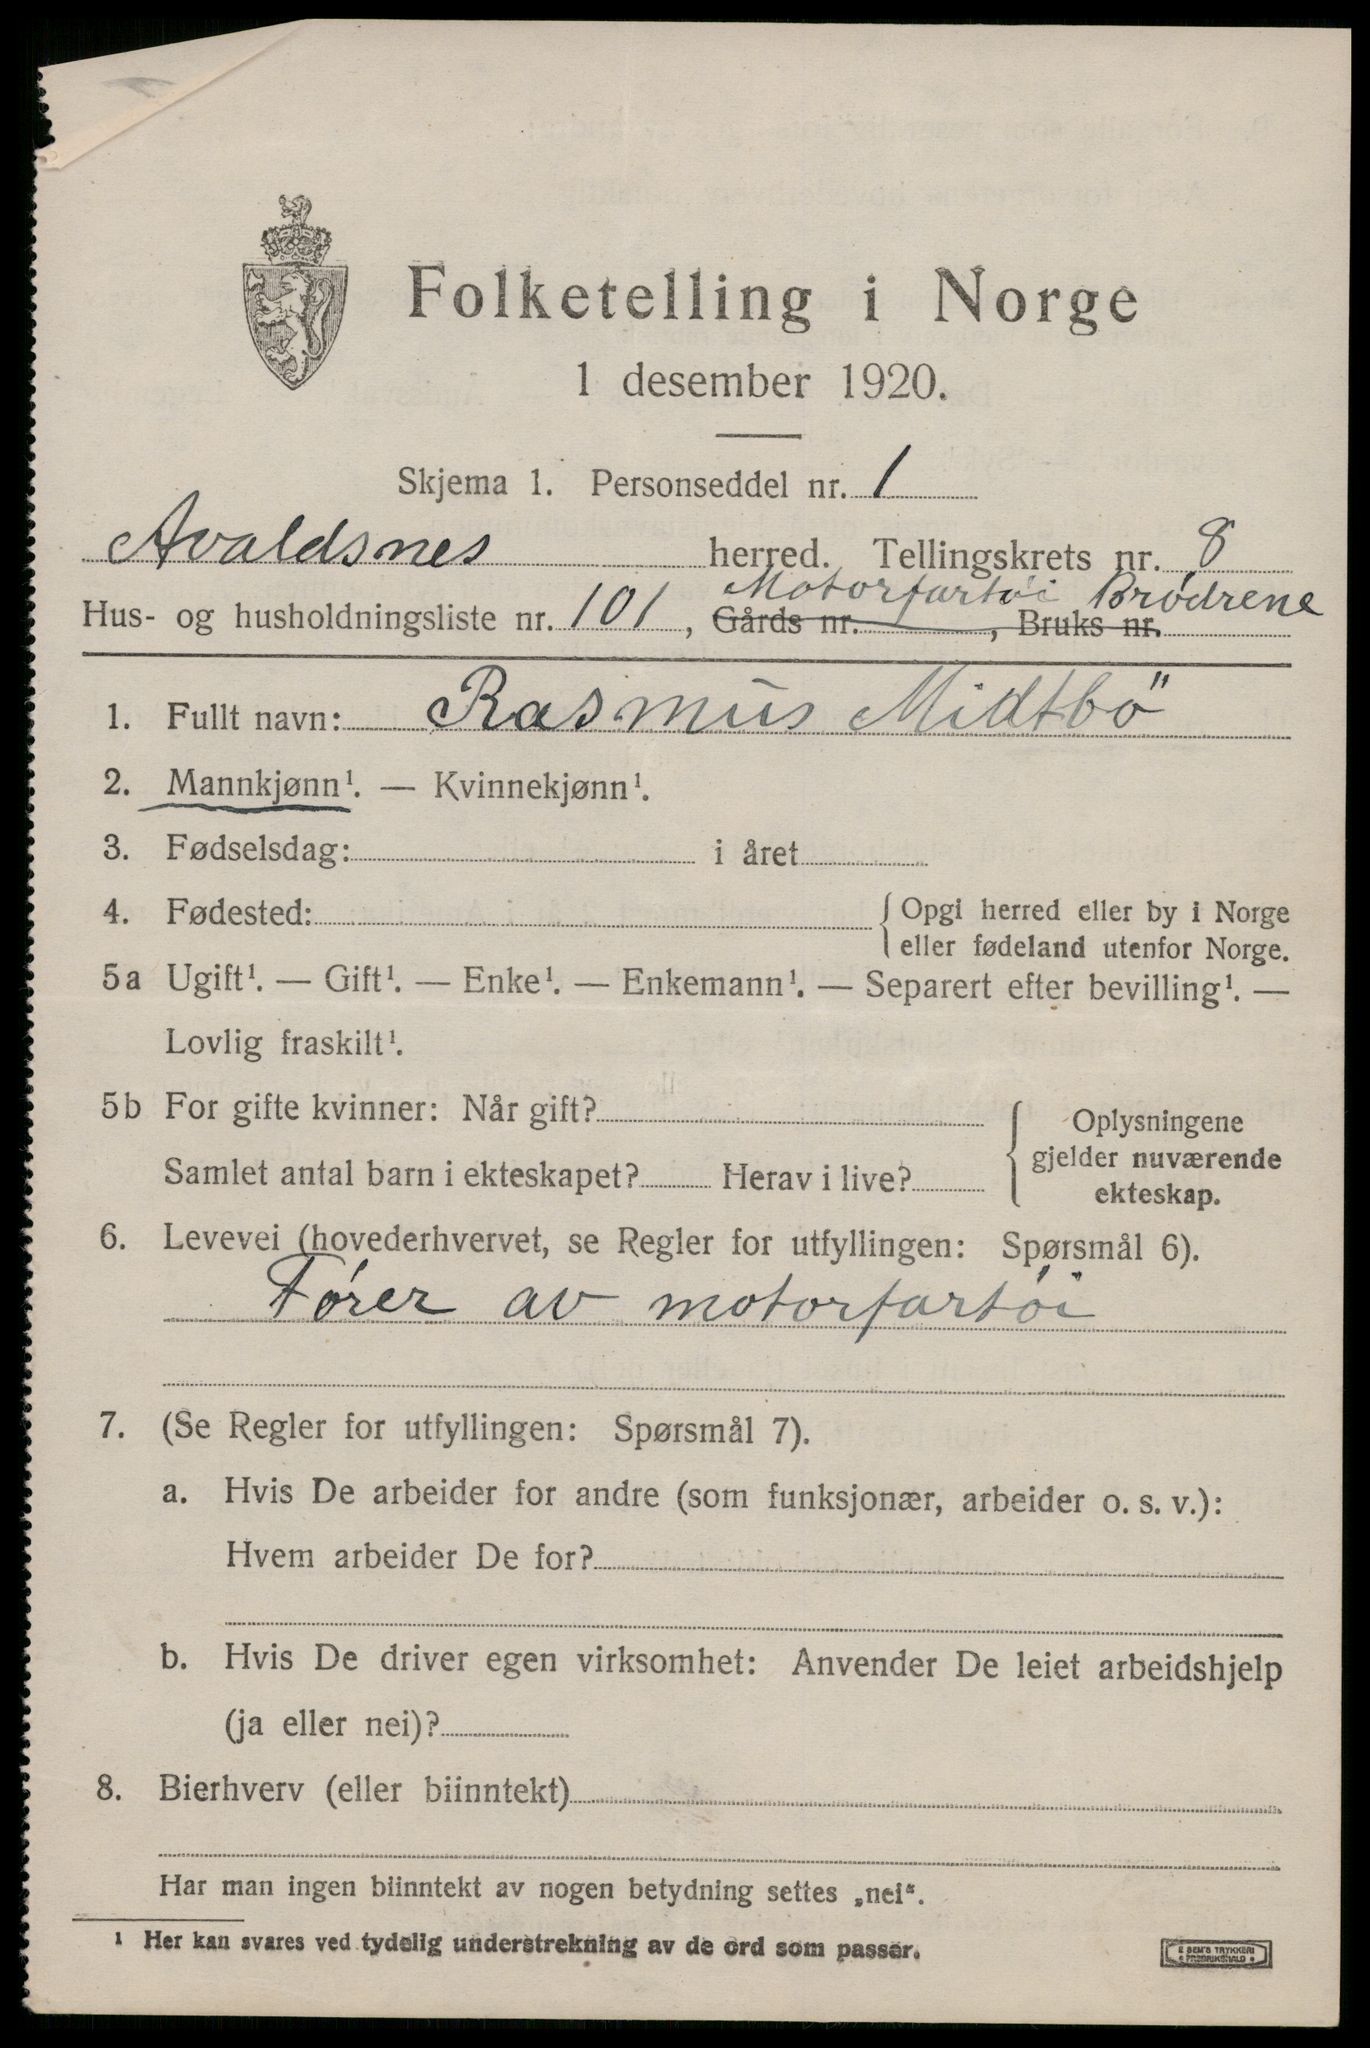 Folketelling i Norge
1 desember 1920.
Skjema 1. Personseddel nr. 1
Avaldsnes herred. Tellingskrets nr. 8
Motorfartöi Brödrene
Hus- og husholdningsliste nr. 101, Gårds nr. , Bruks nr.
1. Fullt navn: Rasmus Midtbö
2. Mannkjønn¹. — Kvinnekjønn¹.
3. Fødselsdag: i året
4. Fødested: { Opgi herred eller by i Norge
eller fødeland utenfor Norge.
5a Ugift¹. — Gift¹. — Enke¹. — Enkemann¹. — Separert efter bevilling¹. —
Lovlig fraskilt¹.
5b For gifte kvinner: Når gift? { Oplysningene
gjelder nuværende
Samlet antal barn i ekteskapet? Herav i live? ekteskap.
6. Levevei (hovederhvervet, se Regler for utfyllingen: Spørsmål 6).
Fører av motorfartöi
7. (Se Regler for utfyllingen: Spørsmål 7).
a. Hvis De arbeider for andre (som funksjonær, arbeider o. s. v.):
Hvem arbeider De for?
b. Hvis De driver egen virksomhet: Anvender De leiet arbeidshjelp
(ja eller nei)?
8. Bierhverv (eller biinntekt)
Har man ingen biinntekt av nogen betydning settes „nei“.
¹ Her kan svares ved tydelig understrekning av de ord som passer.
E SEM'S TRYKKERI
FREDRIKSHALD